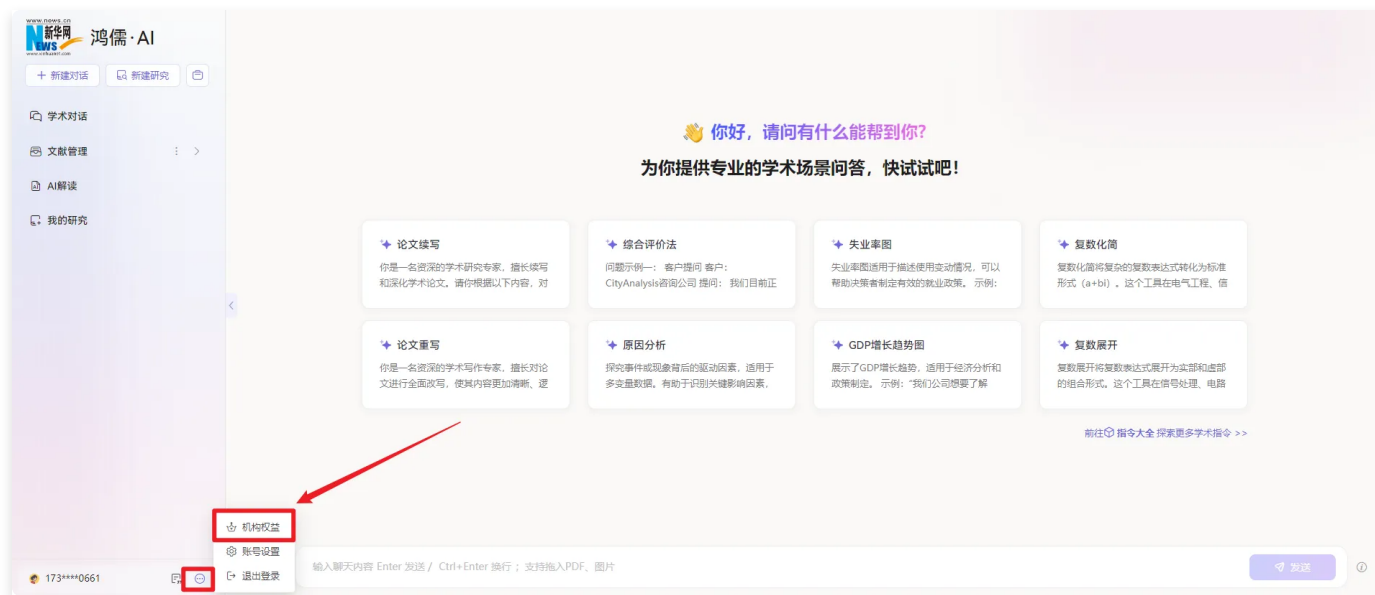 www.news.cn
新华网
NEWS
鸿儒·AI
新建对话
新建研究
学术对话
文献管理
AI解读
我的研究
你好，请问有什么能帮到你?
为你提供专业的学术场景问答，快试试吧！
论文续写
你是一名资深的学术研究专家，擅长续写
和深化学术论文。请你根据以下内容，对
综合评价法
问题示例一： 客户提问 客户：
CityAnalysis咨询公司 提问： 我们目前正
失业率图
失业率图适用于描述使用变动情况，可以
帮助决策者制定有效的就业政策。 示例：
复数化简
复数化简将复杂的复数表达式转化为标准
形式（a+bi）。这个工具在电气工程、信
论文重写
你是一名资深的学术写作专家，擅长对论
文进行全面改写，使其内容更加清晰、逻
原因分析
探究事件或现象背后的驱动因素，适用于
多变量数据。有助于识别关键影响因素，
GDP增长趋势图
展示了GDP增长趋势，适用于经济分析和
政策制定。 示例：“我们公司想要了解
复数展开
复数展开将复数表达式展开为实部和虚部
的组合形式。这个工具在信号处理、电路
前往 指令大全 探索更多学术指令 >>
机构权益
账号设置
退出登录
173****0661
输入聊天内容 Enter 发送 / Ctrl+Enter 换行 ；支持拖入PDF、图片
发送